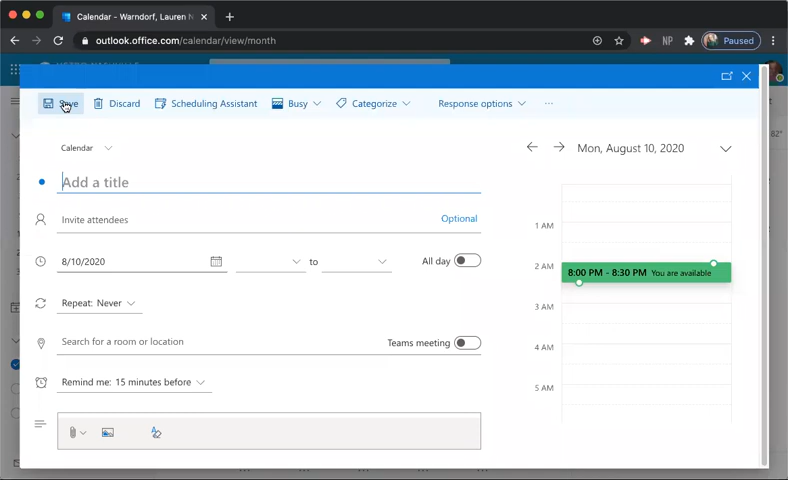 Calendar - Warndorf, Lauren N
outlook.office.com/calendar/view/month
NP
Paused
Save
Discard
Scheduling Assistant
Busy
Categorize
Response options
Calendar
Mon, August 10, 2020
82°
Add a title
Invite attendees
Optional
1 AM
8/10/2020
to
All day
2 AM
8:00 PM - 8:30 PM You are available
Repeat: Never
3 AM
Search for a room or location
Teams meeting
4 AM
Remind me: 15 minutes before
5 AM